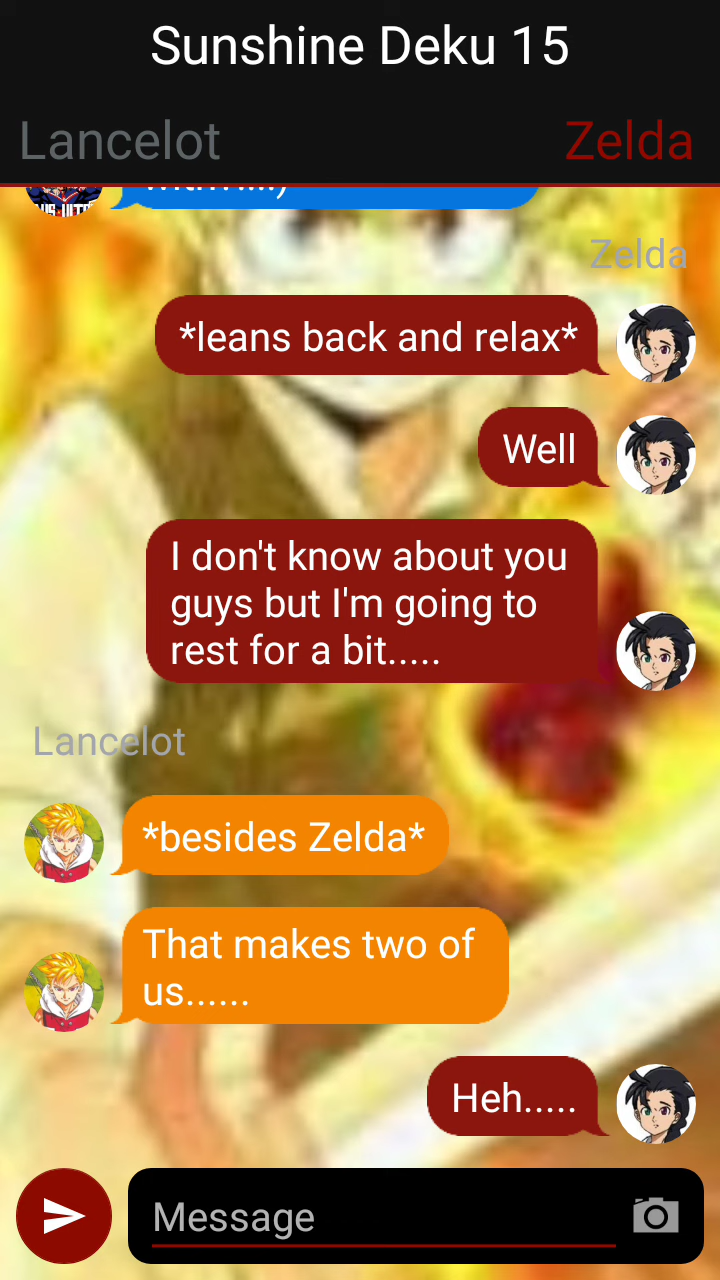 Sunshine Deku 15
Lancelot
Zelda
Zelda
*leans back and relax*
Well
I don't know about you
guys but I'm going to
rest for a bit.....
Lancelot
*besides Zelda*
That makes two of
us......
Heh.....
Message